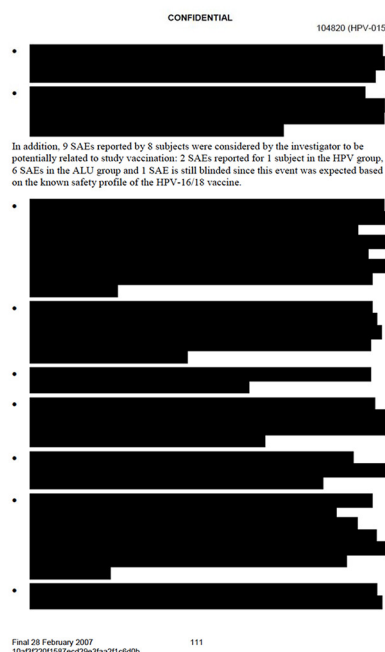 CONFIDENTIAL
104820 (HPV-015
In addition, 9 SAEs reported by 8 subjects were considered by the investigator to be
potentially related to study vaccination: 2 SAEs reported for 1 subject in the HPV group,
6 SAEs in the ALU group and 1 SAE is still blinded since this event was expected based
on the known safety profile of the HPV-16/18 vaccine.
Final 28 February 2007 111